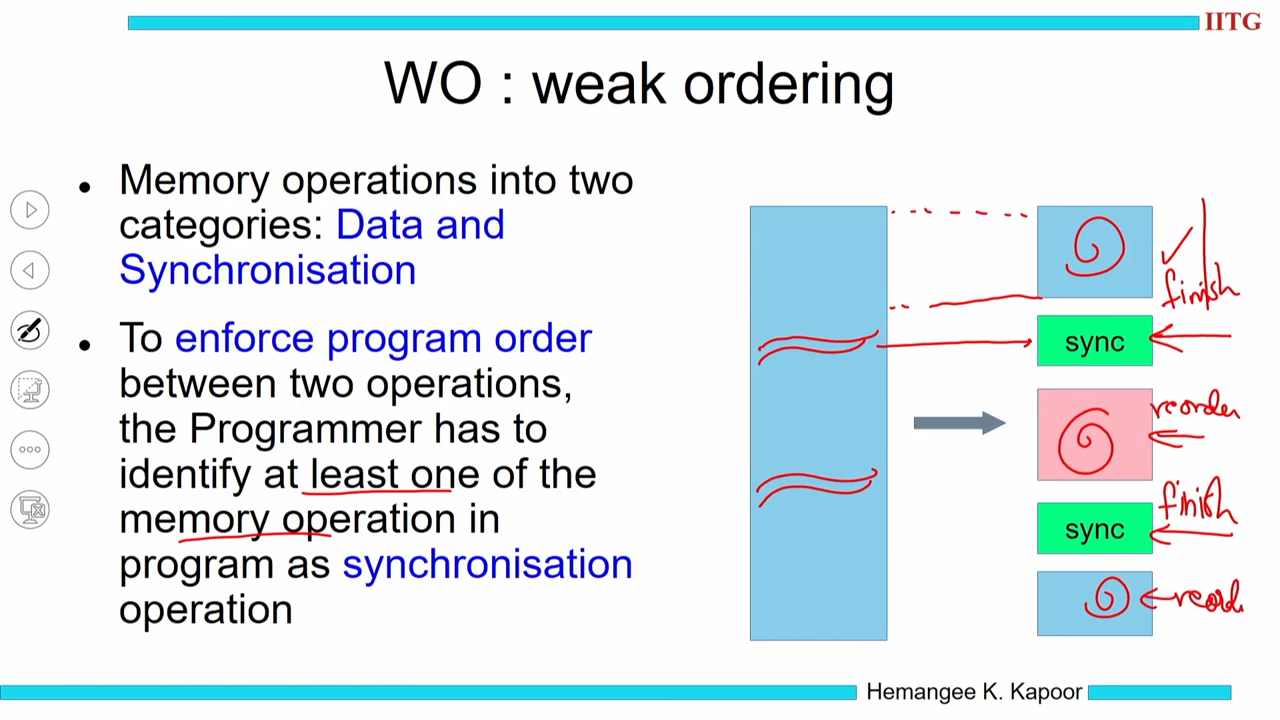 IITG
WO : weak ordering
Memory operations into two
categories: Data and
Synchronisation
To enforce program order
between two operations,
the Programmer has to
identify at least one of the
memory operation in
program as synchronisation
operation
finish
sync
reorder
finish
sync
reord
Hemangee K. Kapoor